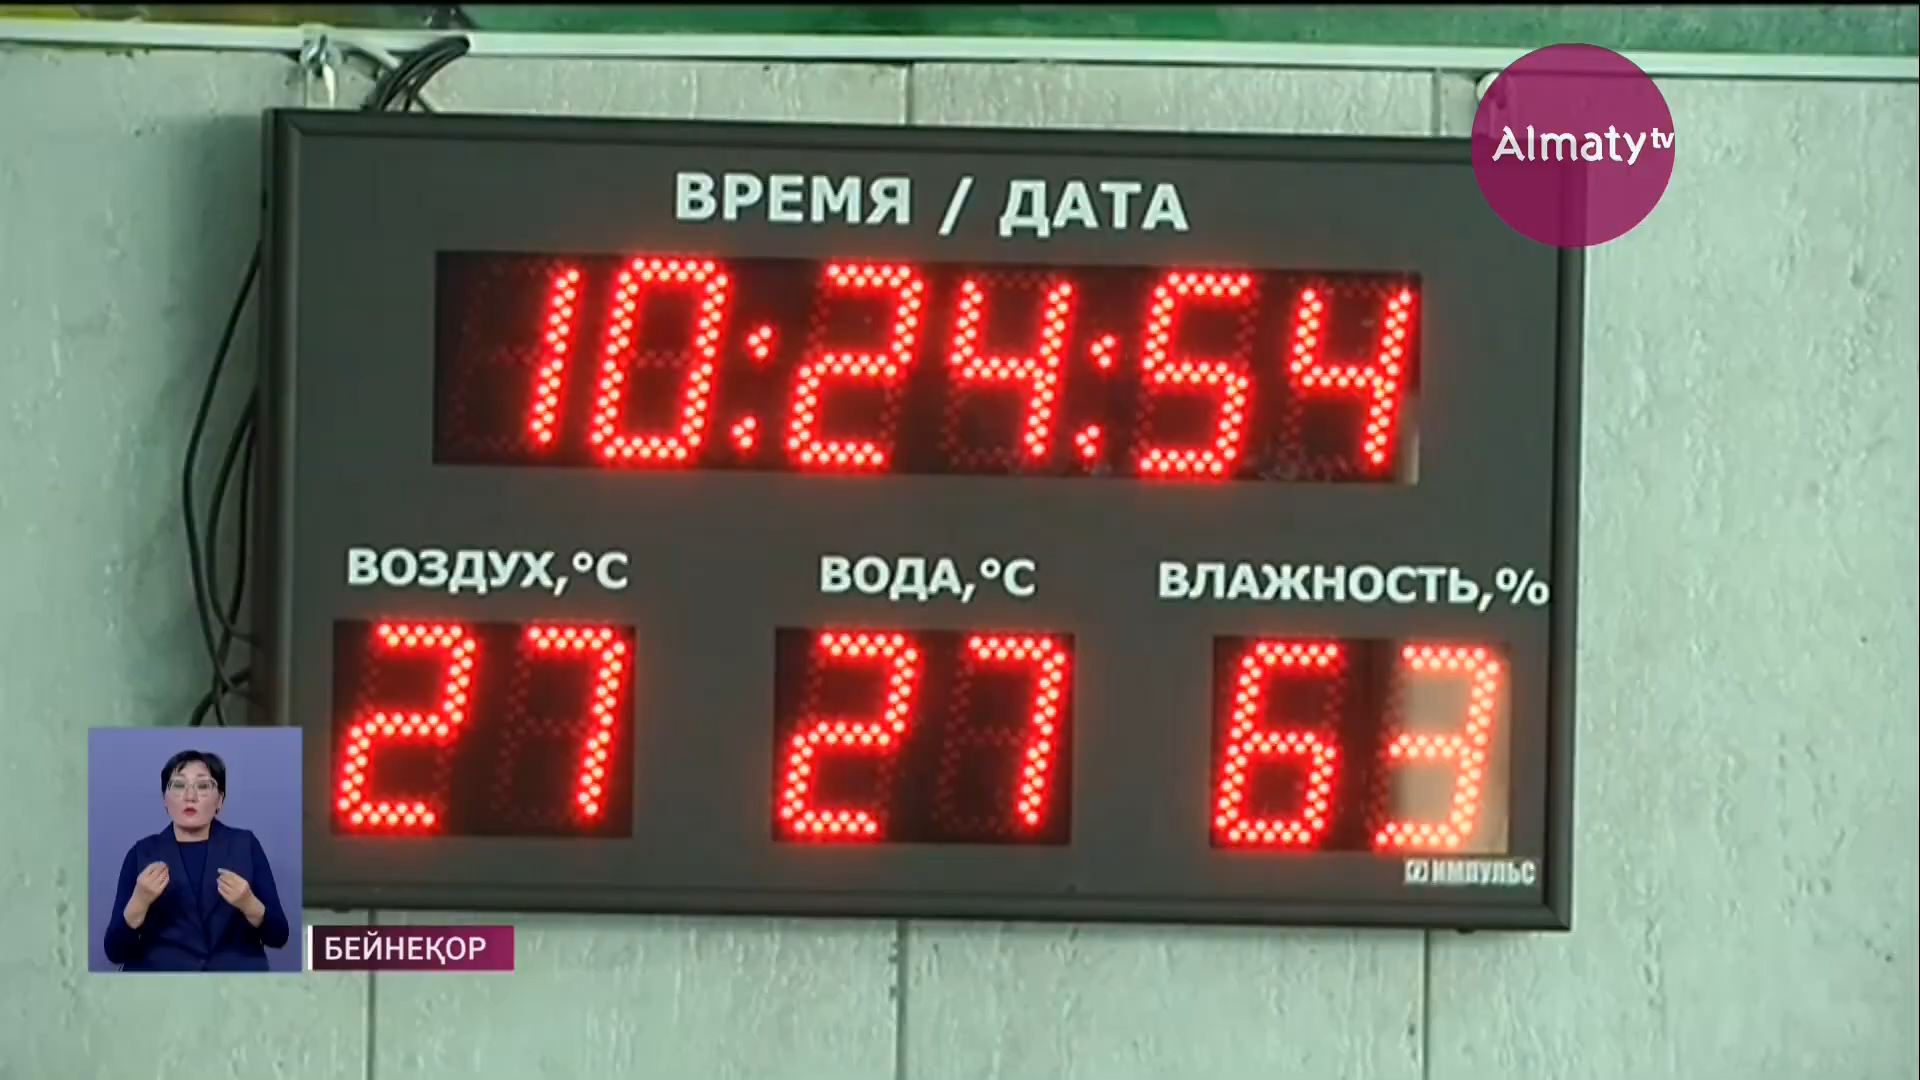 Almaty tv
ВРЕМЯ / ДАТА
10:24:54
ВОЗДУХ,°C
ВОДА,°C
ВЛАЖНОСТЬ,%
27
27
63
ИМПУЛЬС
БЕЙНЕҚОР